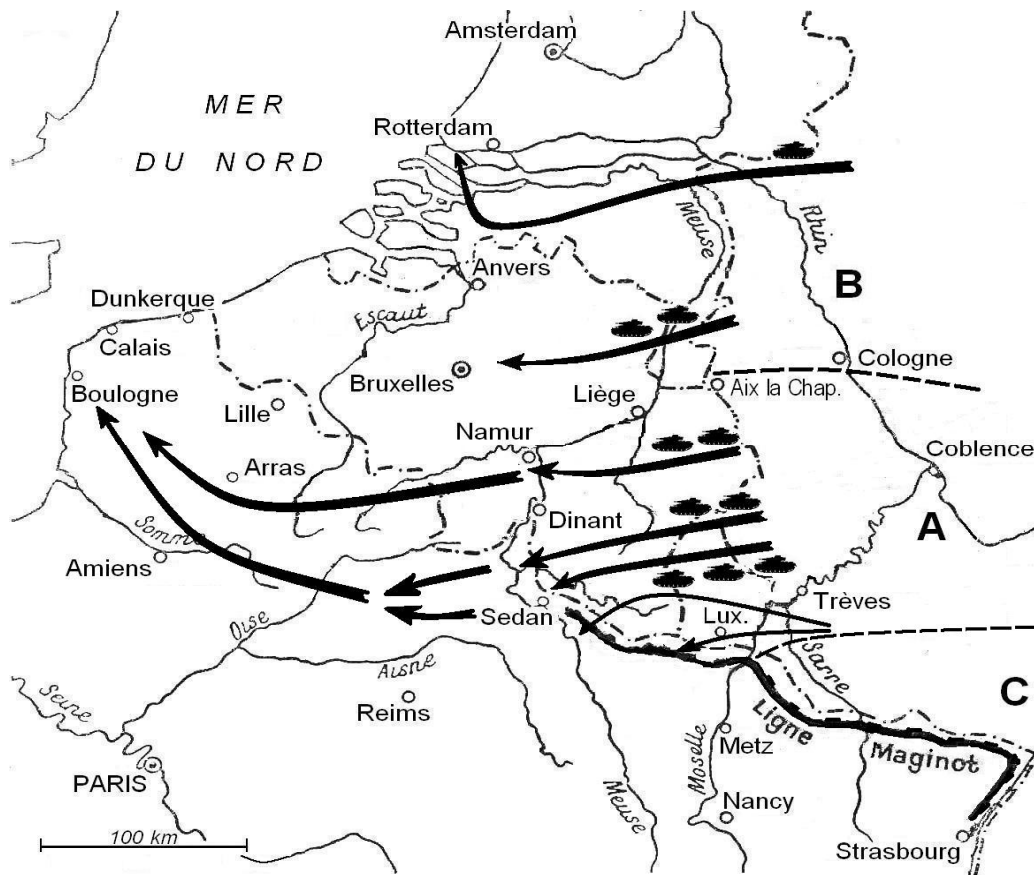 Amsterdam
MER
DU NORD
Rotterdam
Meuse
Rhin
B
Anvers
Escaut
Dunkerque
Calais
Boulogne
Lille
Bruxelles
Cologne
Aix la Chap.
Liège
Namur
Arras
Coblence
Dinant
A
Somme
Amiens
Sedan
Lux.
Trèves
Oise
Aisne
Sarre
Seine
Reims
C
Ligne
Maginot
Metz
Moselle
PARIS
Meuse
Nancy
100 km
Strasbourg